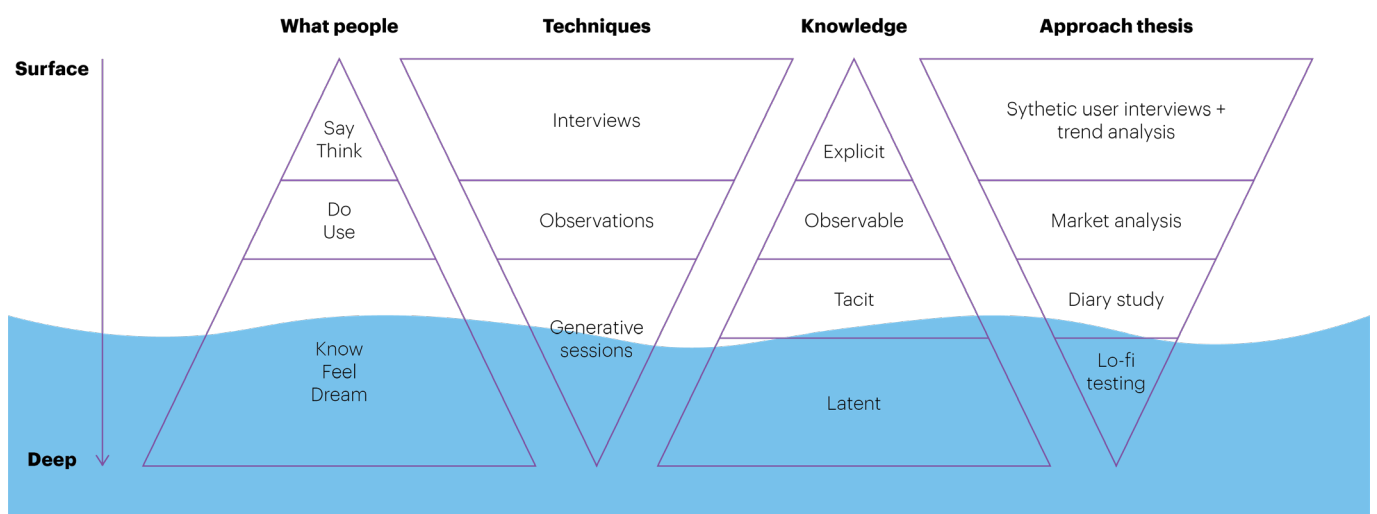 What people
Techniques
Knowledge
Approach thesis
Surface
Say
Think
Interviews
Explicit
Sythetic user interviews +
trend analysis
Do
Use
Observations
Observable
Market analysis
Know
Feel
Dream
Generative
sessions
Tacit
Diary study
Latent
Lo-fi
testing
Deep